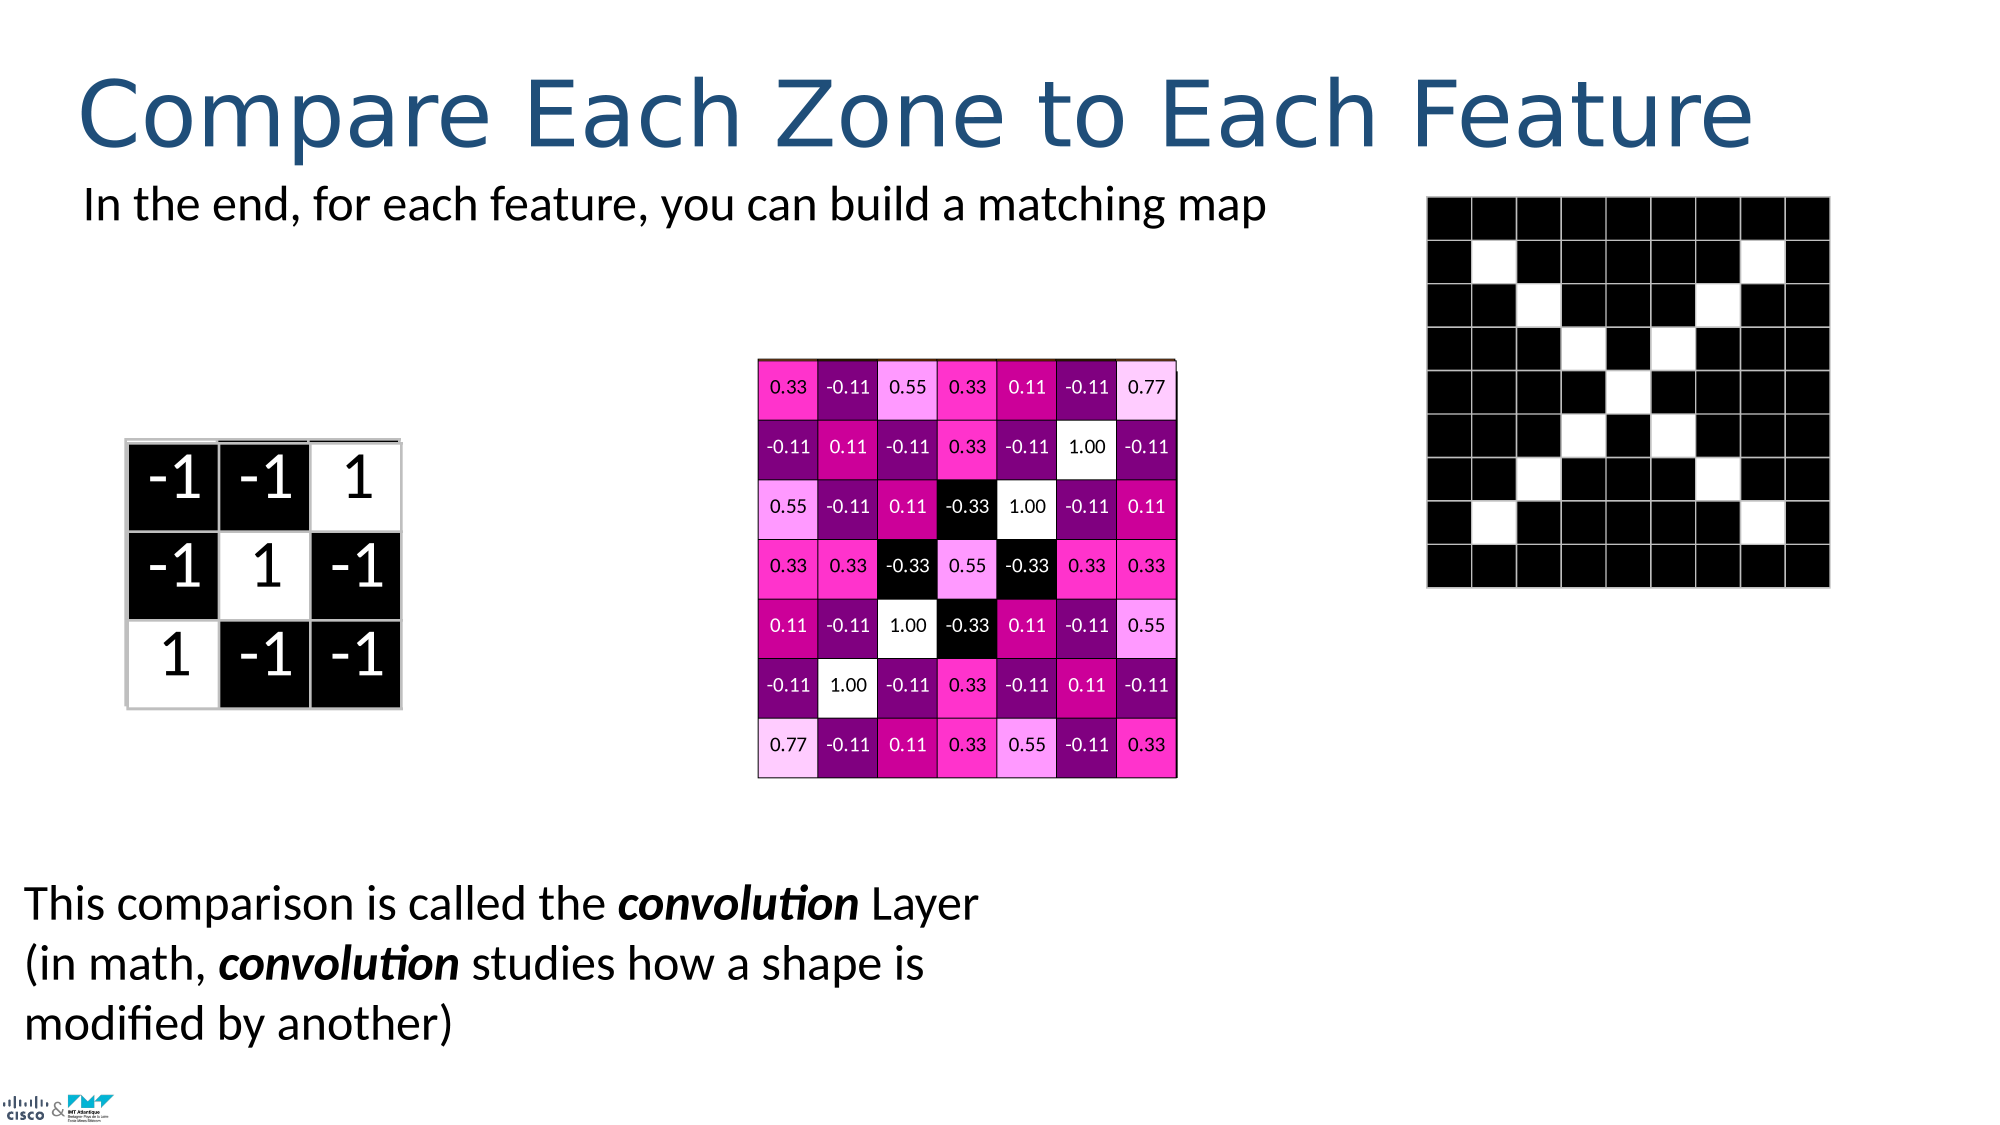 Compare Each Zone to Each Feature
In the end, for each feature, you can build a matching map
-1 -1 1
-1 1 -1
1 -1 -1
0.33 -0.11 0.55 0.33 0.11 -0.11 0.77
-0.11 0.11 -0.11 0.33 -0.11 1.00 -0.11
0.55 -0.11 0.11 -0.33 1.00 -0.11 0.11
0.33 0.33 -0.33 0.55 -0.33 0.33 0.33
0.11 -0.11 1.00 -0.33 0.11 -0.11 0.55
-0.11 1.00 -0.11 0.33 -0.11 0.11 -0.11
0.77 -0.11 0.11 0.33 0.55 -0.11 0.33
This comparison is called the convolution Layer
(in math, convolution studies how a shape is
modified by another)
CISCO & IMT Atlantique